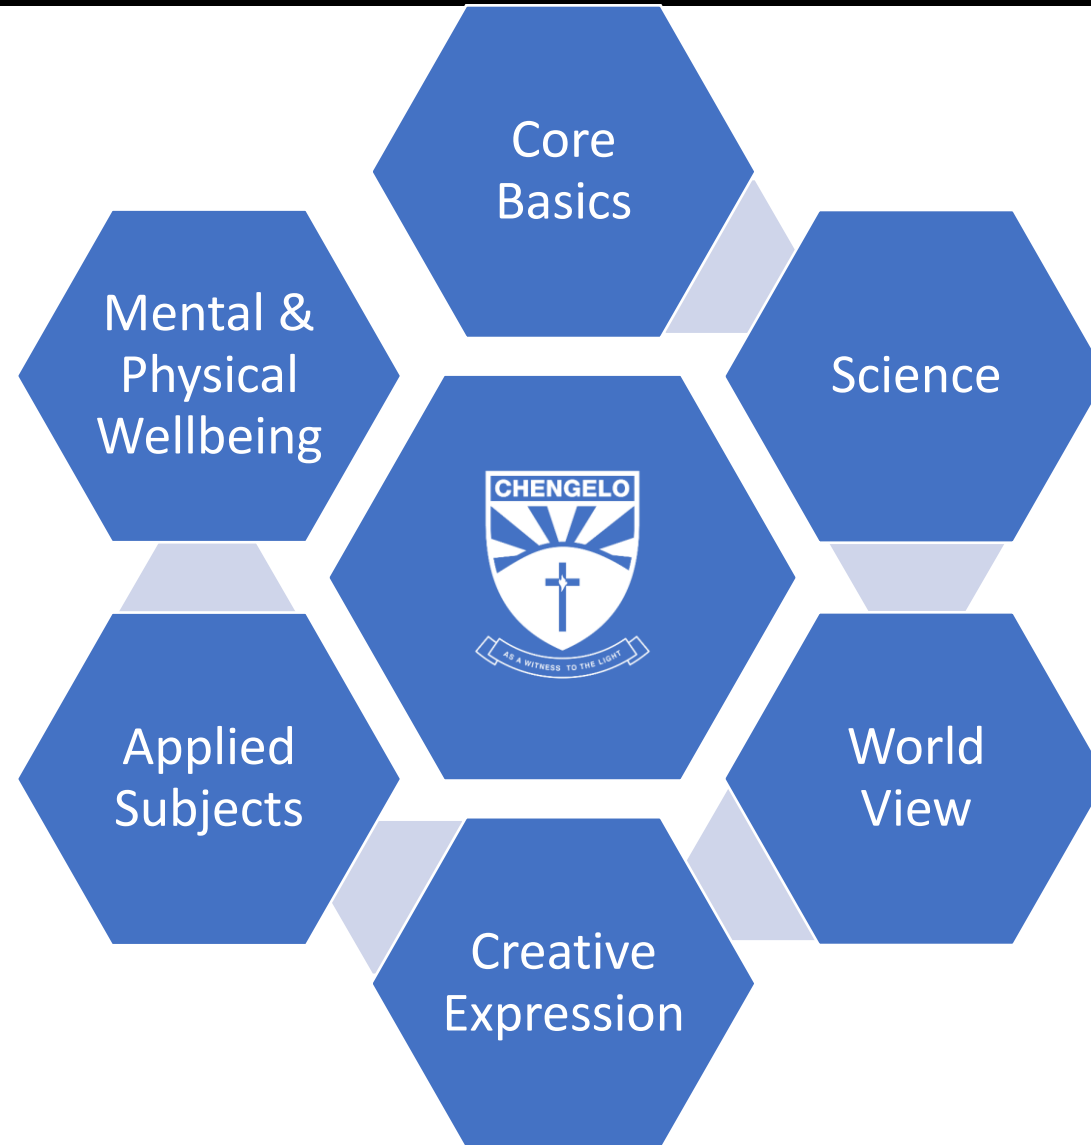 Core
Basics
Science
World
View
Creative
Expression
Applied
Subjects
Mental &
Physical
Wellbeing
CHENGELO
AS A WITNESS TO THE LIGHT